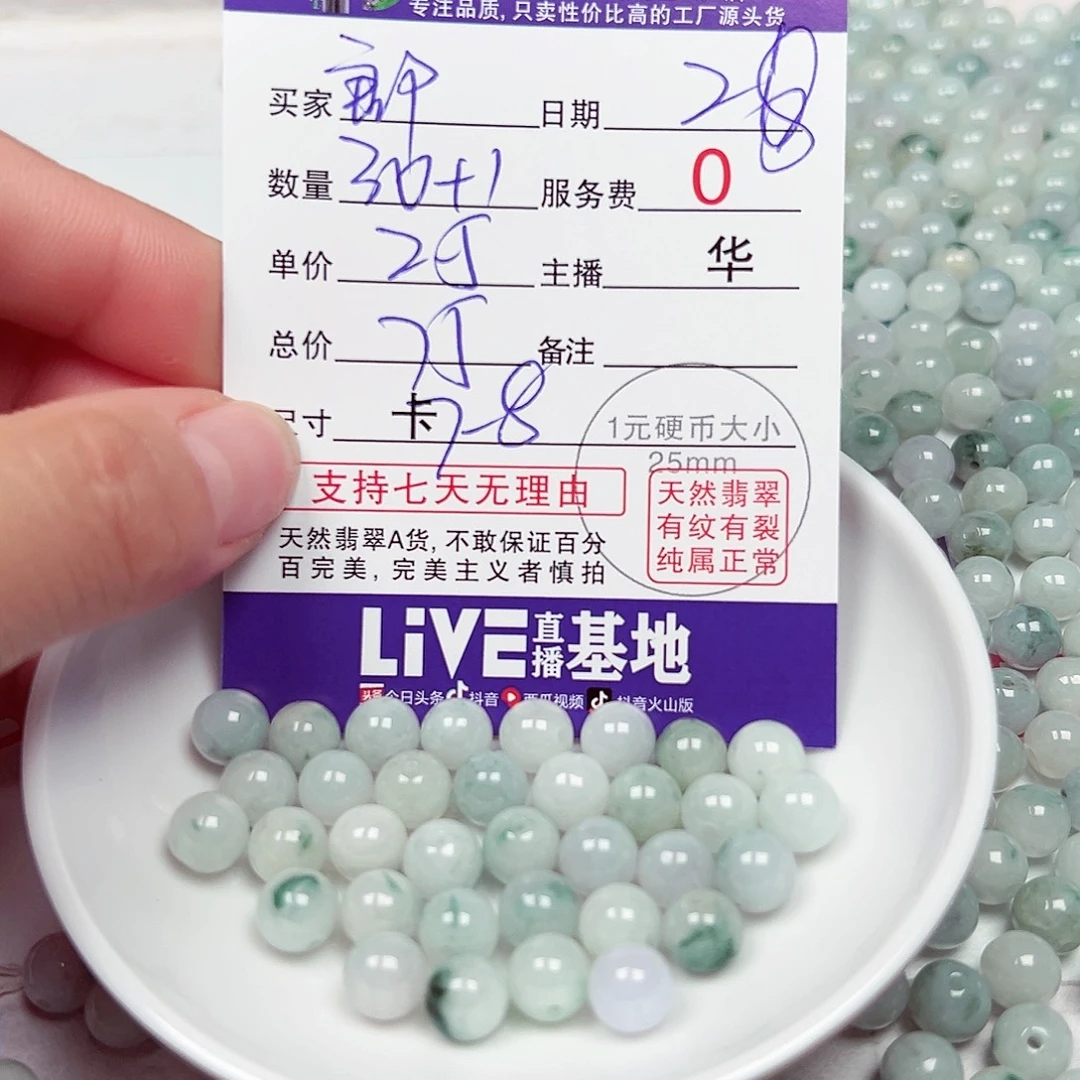 专注品质,只卖性价比高的工厂源头货
买家 日期 28
数量 30+1 服务费 0
单价 主播 华
总价 备注
尺寸 卡 7-8
1元硬币大小
25mm
支持七天无理由
天然翡翠
有纹有裂
纯属正常
天然翡翠A货,不敢保证百分
百完美,完美主义者慎拍
LiVE直播基地
头条 今日头条 抖音 西瓜视频 抖音火山版